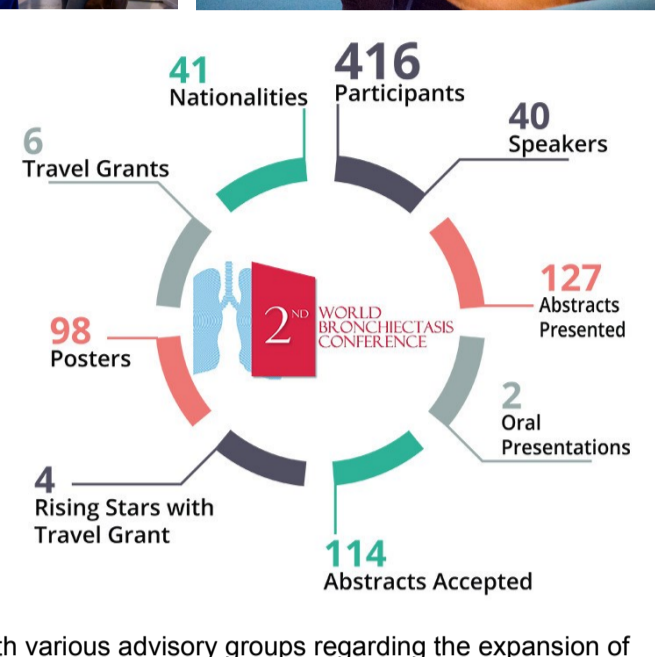 41
Nationalities
416
Participants
40
Speakers
6
Travel Grants
127
Abstracts
Presented
2ND WORLD
BRONCHIECTASIS
CONFERENCE
98
Posters
2
Oral
Presentations
4
Rising Stars with
Travel Grant
114
Abstracts Accepted
th various advisory groups regarding the expansion of